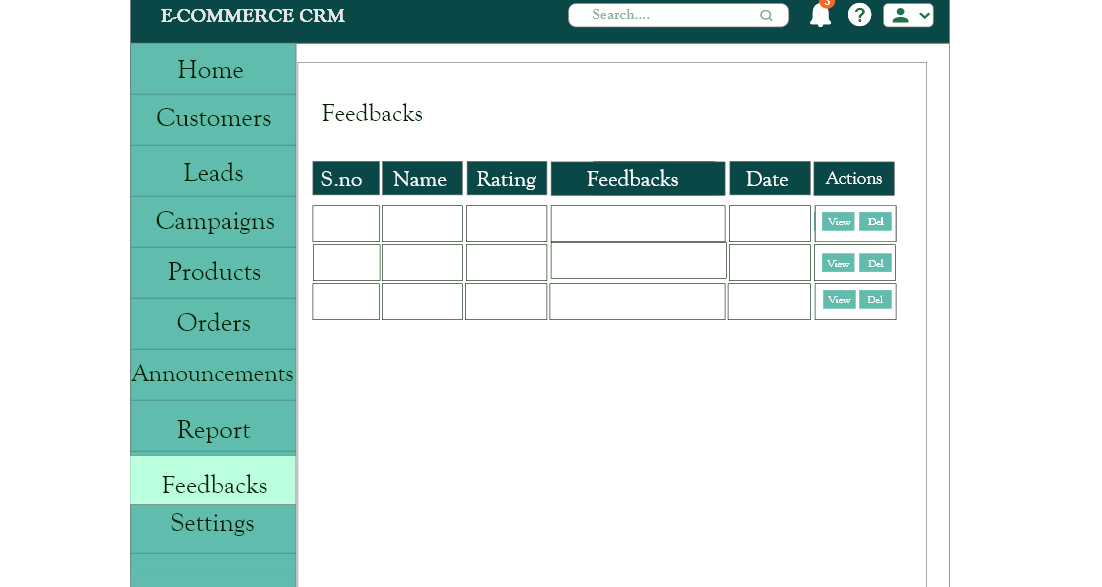 E-COMMERCE CRM
Search....
3
?
Home
Customers
Leads
Campaigns
Products
Orders
Announcements
Report
Feedbacks
Settings
Feedbacks
S.no Name Rating Feedbacks Date Actions
View Del
View Del
View Del